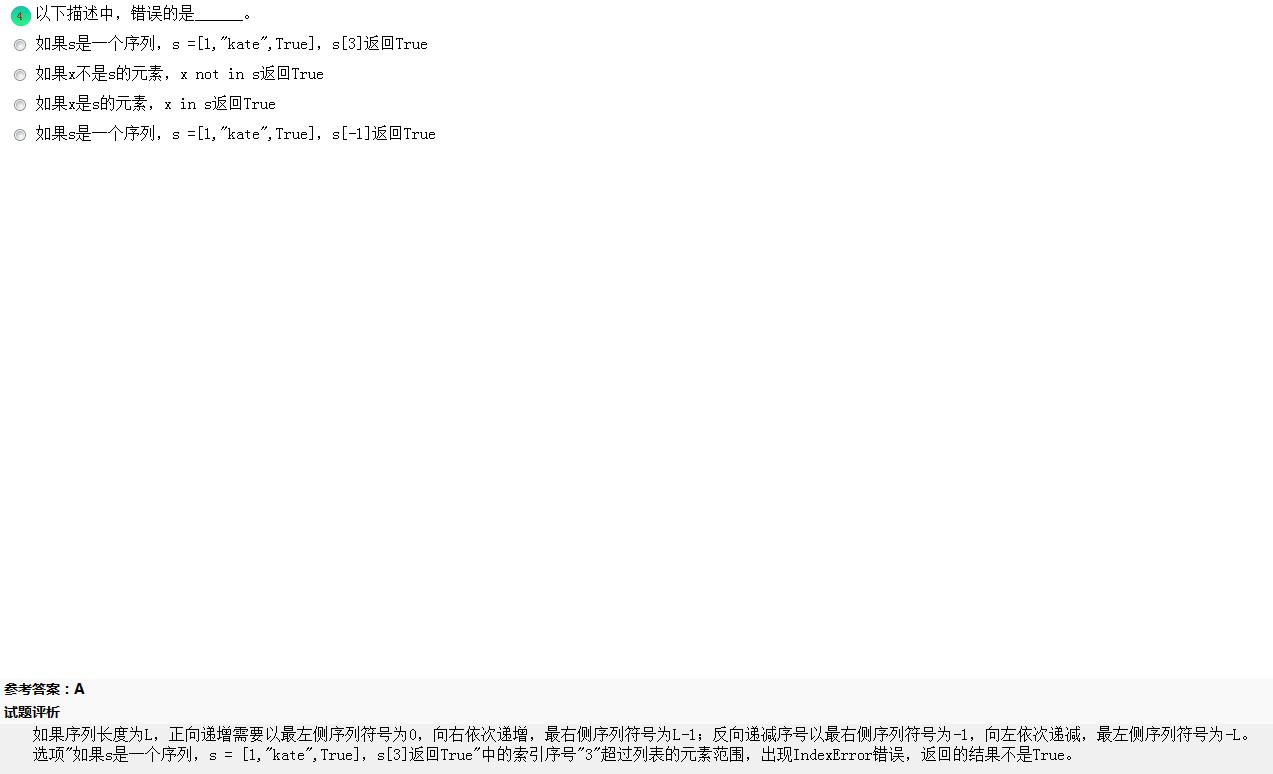 4 以下描述中，错误的是______。
如果s是一个序列，s =[1,"kate",True]，s[3]返回True
如果x不是s的元素，x not in s返回True
如果x是s的元素，x in s返回True
如果s是一个序列，s =[1,"kate",True]，s[-1]返回True
参考答案：A
试题评析
如果序列长度为L，正向递增需要以最左侧序列符号为0，向右依次递增，最右侧序列符号为L-1；反向递减序号以最右侧序列符号为-1，向左依次递减，最左侧序列符号为-L。
选项"如果s是一个序列，s = [1,"kate",True]，s[3]返回True"中的索引序号"3"超过列表的元素范围，出现IndexError错误，返回的结果不是True。